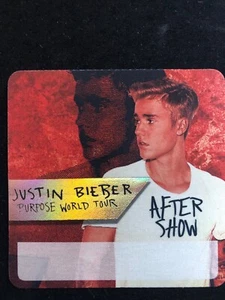 JUSTIN BIEBER
PURPOSE WORLD TOUR
AFTER
SHOW